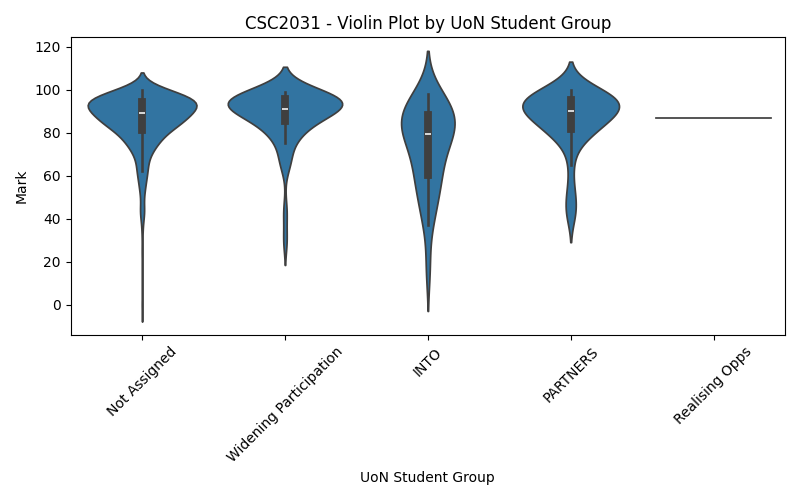 CSC2031 - Violin Plot by UoN Student Group
Mark
120
100
80
60
40
20
0
Not Assigned
Widening Participation
INTO
PARTNERS
Realising Opps
UoN Student Group